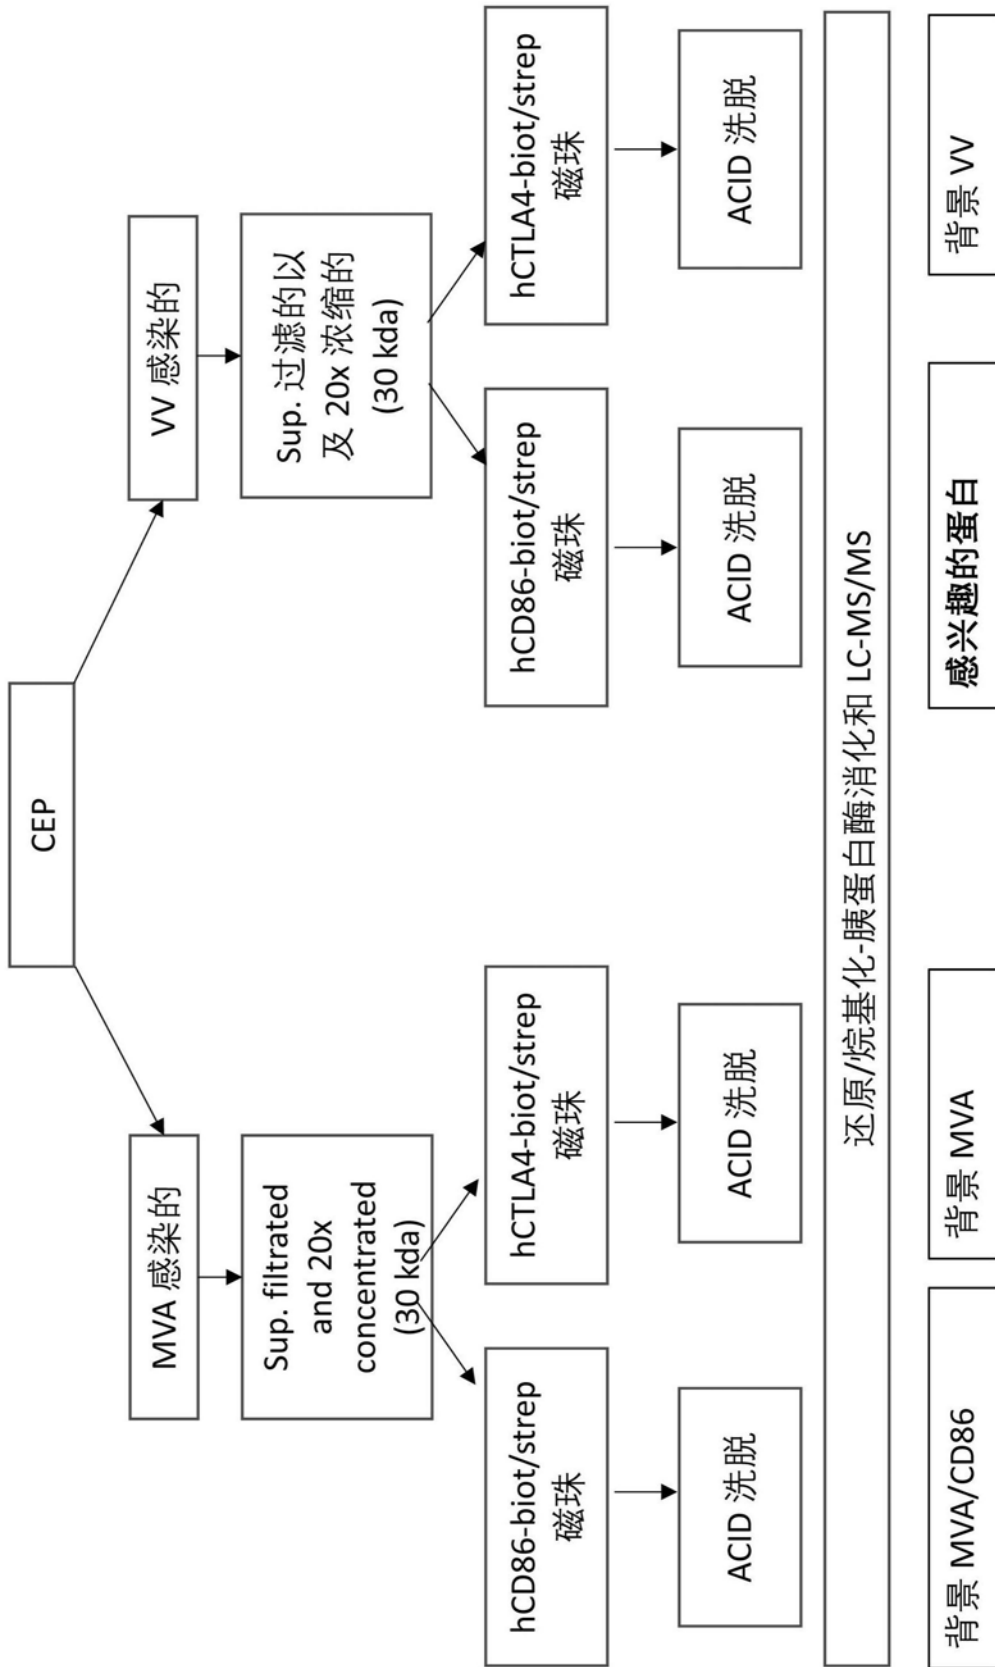 CEP
MVA 感染的
VV 感染的
Sup. filtrated
and 20x
concentrated
(30 kda)
Sup. 过滤的以
及 20x 浓缩的
(30 kda)
hCD86-biot/strep
磁珠
hCTLA4-biot/strep
磁珠
hCD86-biot/strep
磁珠
hCTLA4-biot/strep
磁珠
ACID 洗脱
ACID 洗脱
ACID 洗脱
ACID 洗脱
还原/烷基化-胰蛋白酶消化和 LC-MS/MS
背景 MVA/CD86
背景 MVA
感兴趣的蛋白
背景 VV